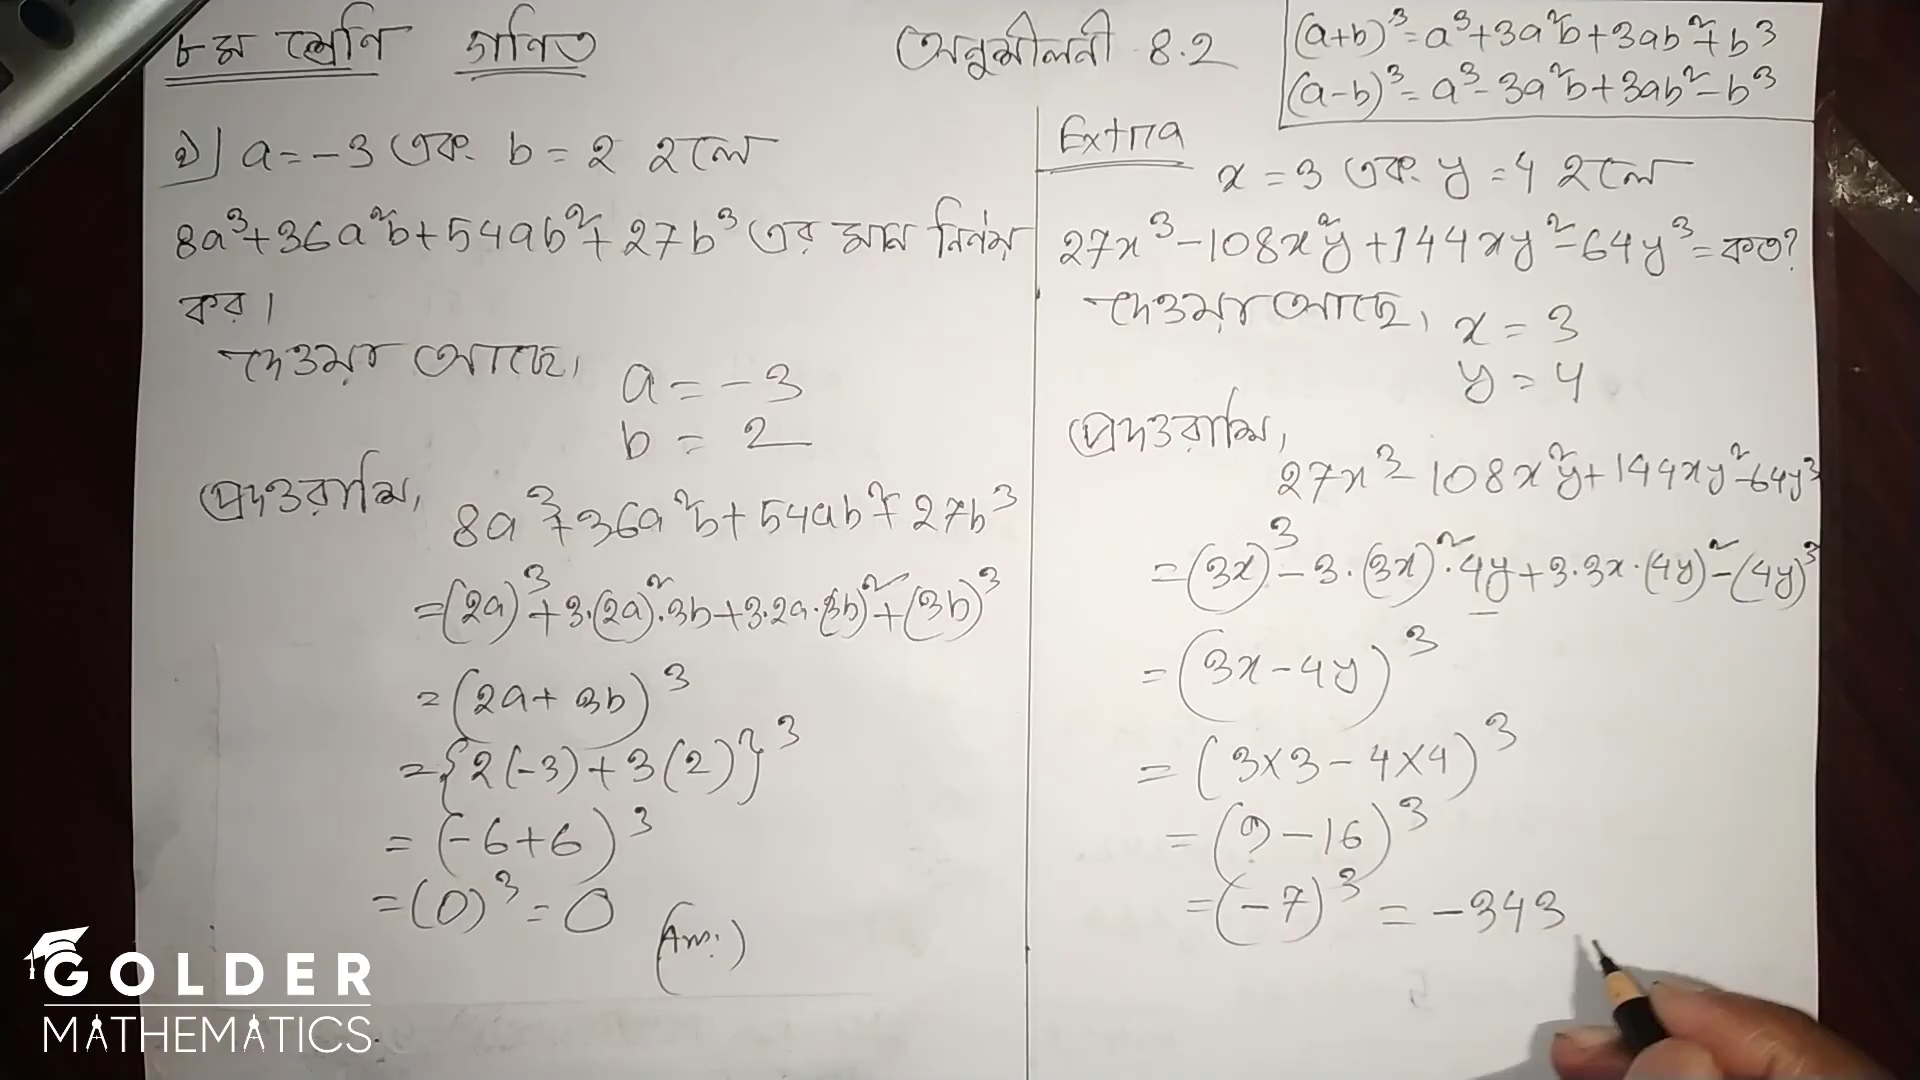 ৮ম শ্রেণি গণিত
অনুশীলনী 4.2
(a+b)³=a³+3a²b+3ab²+b³
(a-b)³=a³-3a²b+3ab²-b³
a=-3 এবং b=2 হলে
8a³+36a²b+54ab²+27b³ এর মান নির্ণয়
কর।
দেওয়া আছে,
a=-3
b=2
প্রদত্তরাশি,
8a³+36a²b+54ab²+27b³
=(2a)³+3·(2a)²·3b+3·2a·(3b)²+(3b)³
=(2a+3b)³
={2(-3)+3(2)}³
=(-6+6)³
=(0)³=0
(Ans:)
Extra
x=3 এবং y=4 হলে
27x³-108x²y+144xy²-64y³=কত?
দেওয়া আছে,
x=3
y=4
প্রদত্তরাশি,
27x³-108x²y+144xy²-64y³
=(3x)³-3·(3x)²·4y+3·3x·(4y)²-(4y)³
=(3x-4y)³
=(3×3-4×4)³
=(9-16)³
=(-7)³=-343
GOLDER
MATHEMATICS